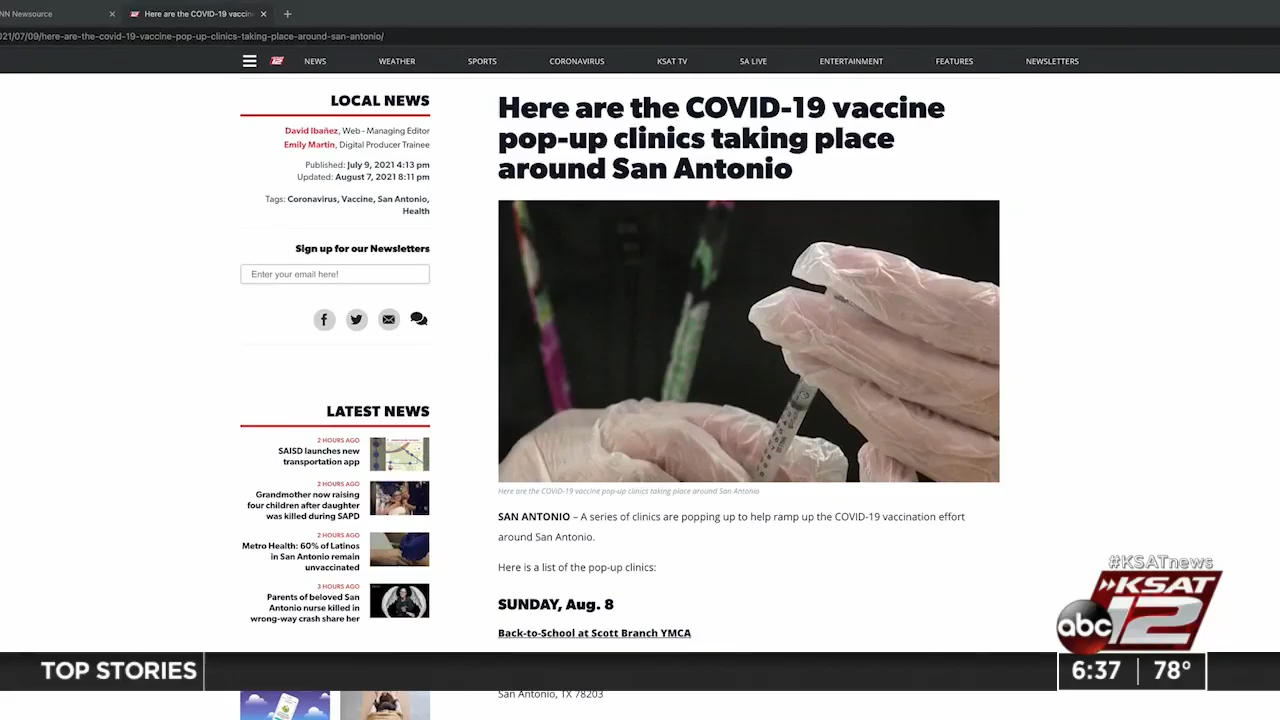 NN Newsource
Here are the COVID-19 vaccin
021/07/09/here-are-the-covid-19-vaccine-pop-up-clinics-taking-place-around-san-antonio/
12 NEWS WEATHER SPORTS CORONAVIRUS KSAT TV SA LIVE ENTERTAINMENT FEATURES NEWSLETTERS
LOCAL NEWS
David Ibañez, Web - Managing Editor
Emily Martin, Digital Producer Trainee
Published: July 9, 2021 4:13 pm
Updated: August 7, 2021 8:11 pm
Tags: Coronavirus, Vaccine, San Antonio,
Health
Sign up for our Newsletters
Enter your email here!
LATEST NEWS
2 HOURS AGO
SAISD launches new
transportation app
2 HOURS AGO
Grandmother now raising
four children after daughter
was killed during SAPD
2 HOURS AGO
Metro Health: 60% of Latinos
in San Antonio remain
unvaccinated
3 HOURS AGO
Parents of beloved San
Antonio nurse killed in
wrong-way crash share her
Here are the COVID-19 vaccine
pop-up clinics taking place
around San Antonio
Here are the COVID-19 vaccine pop-up clinics taking place around San Antonio
SAN ANTONIO – A series of clinics are popping up to help ramp up the COVID-19 vaccination effort
around San Antonio.
Here is a list of the pop-up clinics:
SUNDAY, Aug. 8
Back-to-School at Scott Branch YMCA
San Antonio, TX 78203
#KSATnews
KSAT
abc 12
TOP STORIES
6:37 78°